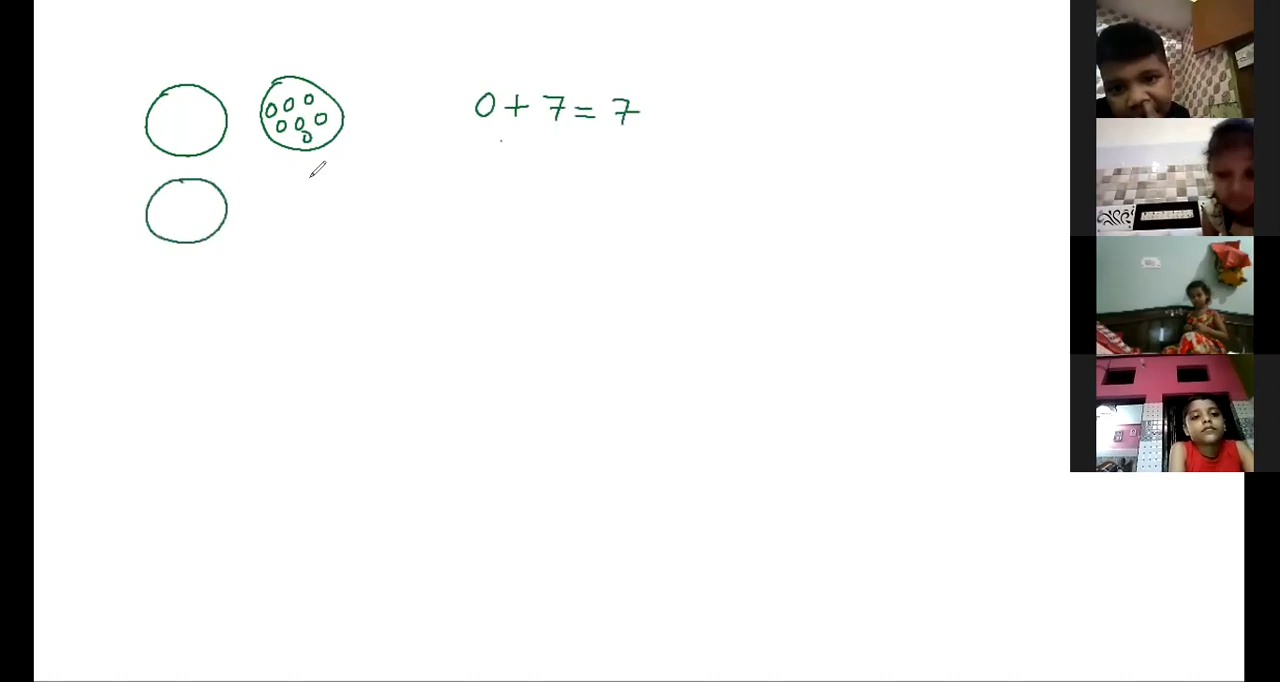 0 + 7 = 7